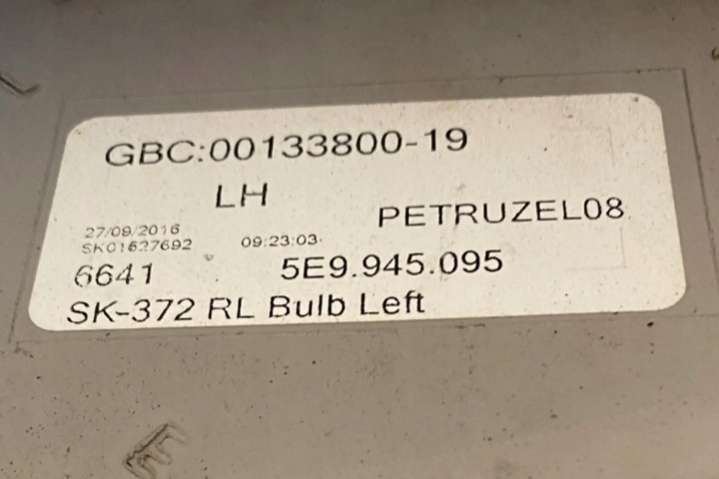 GBC:00133800-19
LH
PETRUZEL08
27/09/2016
SK01627692 09:23:03
6641 5E9.945.095
SK-372 RL Bulb Left